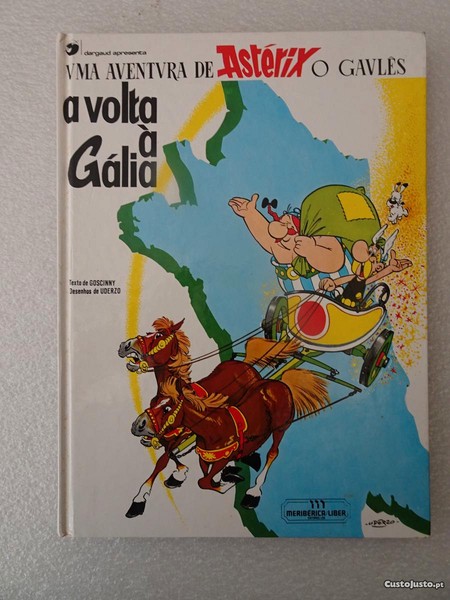 dargaud apresenta
VMA AVENTVRA DE Astérix O GAVLÊS
a volta
à
Gália
Texto de GOSCINNY
Desenhos de UDERZO
MERIBERICA/LIBER
UDERZO
CustoJusto.pt